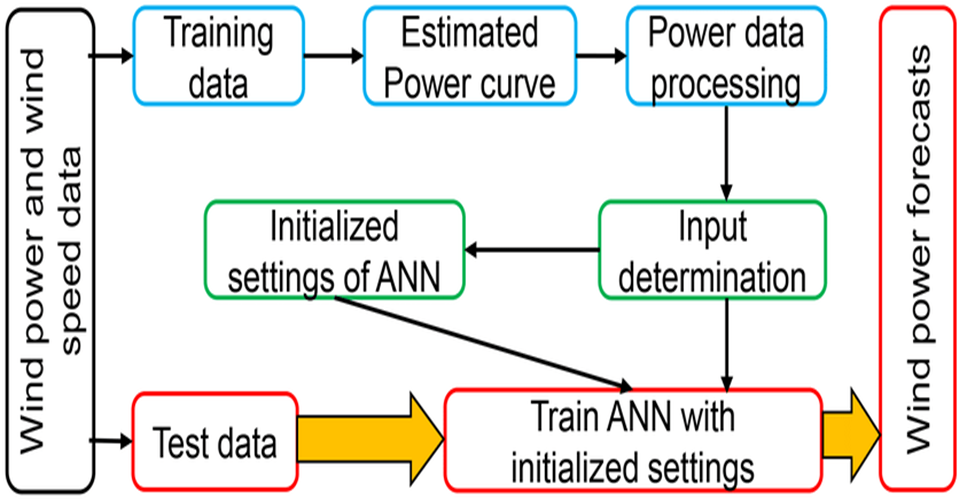 Wind power and wind
speed data
Training
data
Estimated
Power curve
Power data
processing
Initialized
settings of ANN
Input
determination
Test data
Train ANN with
initialized settings
Wind power forecasts